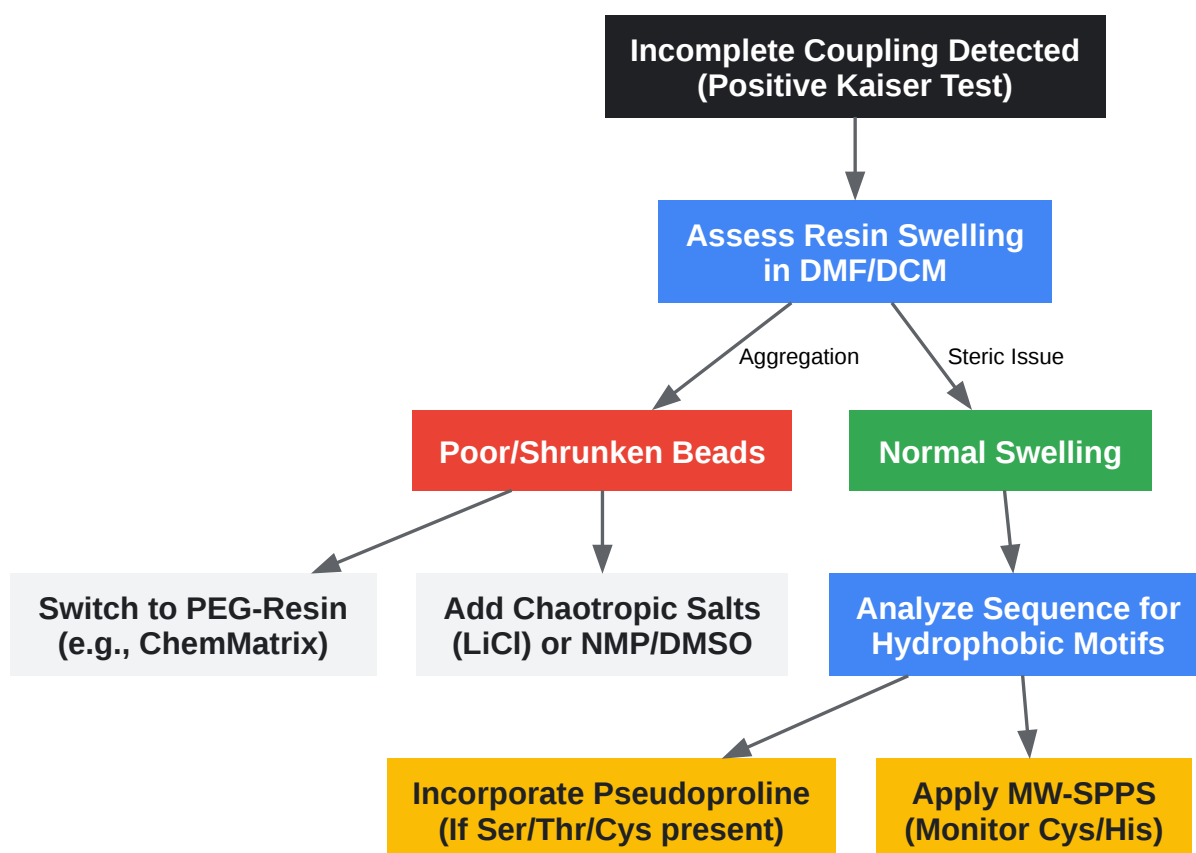 Incomplete Coupling Detected
(Positive Kaiser Test)
Assess Resin Swelling
in DMF/DCM
Aggregation
Steric Issue
Poor/Shrunken Beads
Normal Swelling
Switch to PEG-Resin
(e.g., ChemMatrix)
Add Chaotropic Salts
(LiCl) or NMP/DMSO
Analyze Sequence for
Hydrophobic Motifs
Incorporate Pseudoproline
(If Ser/Thr/Cys present)
Apply MW-SPPS
(Monitor Cys/His)